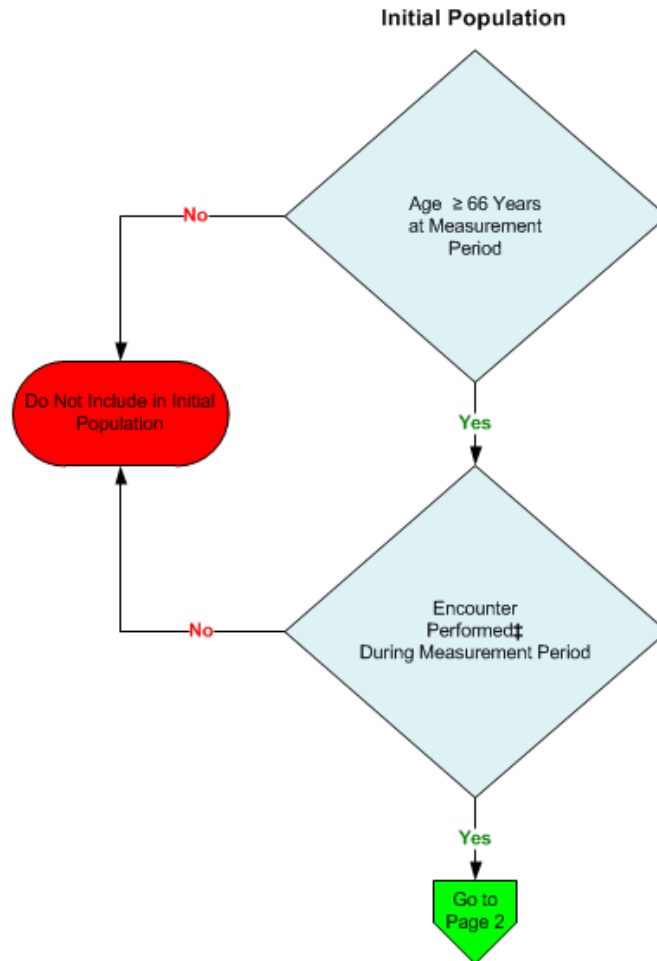 Initial Population
Age ≥ 66 Years
at Measurement
Period
No
Do Not Include in Initial
Population
Yes
Encounter
Performed‡
During Measurement Period
No
Yes
Go to
Page 2